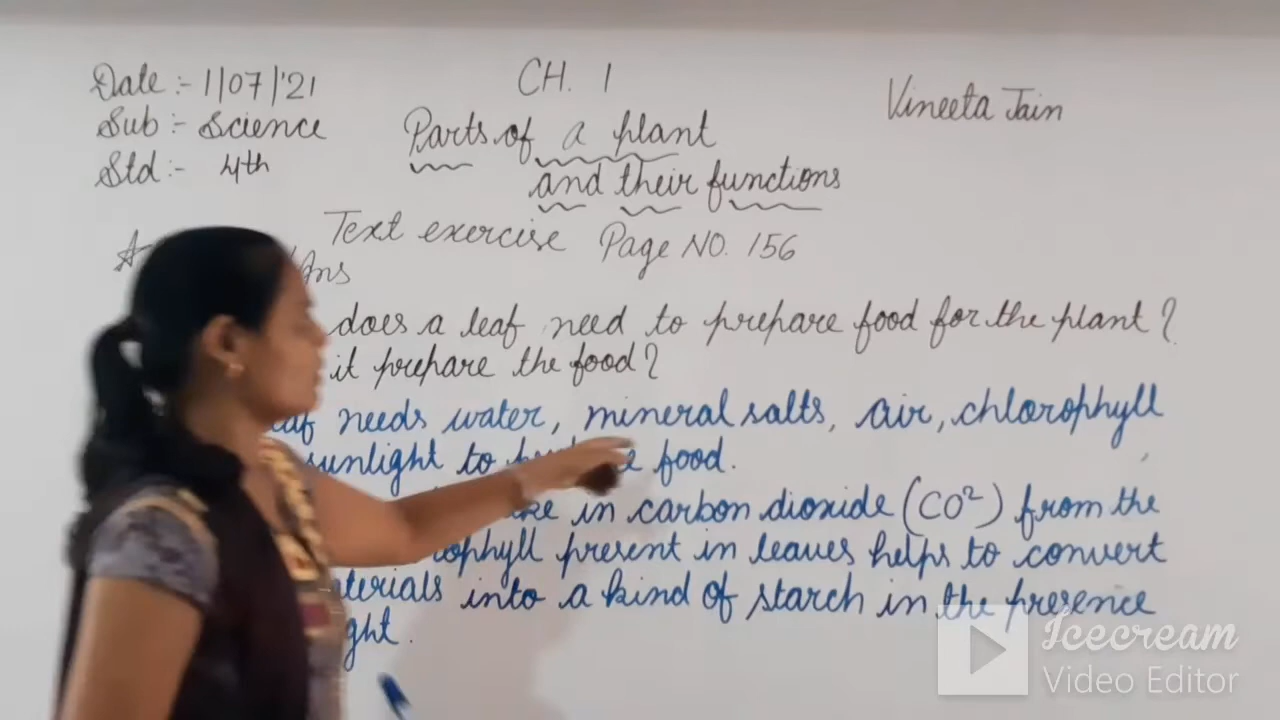 Date :- 1/07/'21
CH. 1
Vineeta Jain
Sub :- Science
Parts of a plant
Std :- 4th
and their functions
Text exercise Page NO. 156
Ans
does a leaf need to prepare food for the plant?
it prepare the food?
needs water, mineral salts, air, chlorophyll
sunlight to food.
in carbon dioxide (CO²) from the
present in leaves helps to convert
into a kind of starch in the presence
Icecream
Video Editor